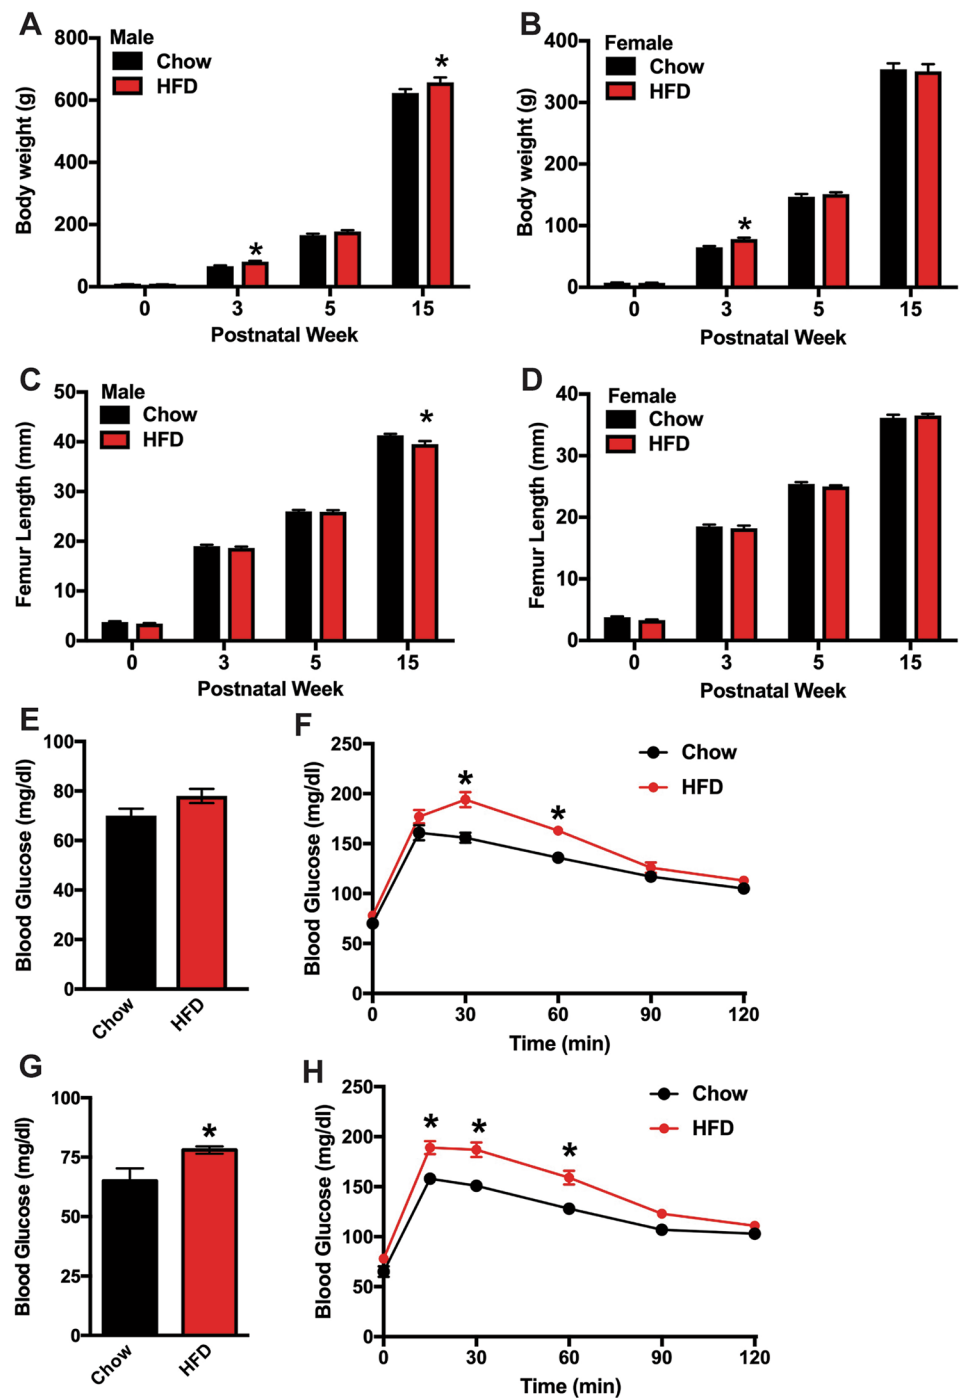 A
Male
Chow
HFD
Body weight (g)
800
600
400
200
0
*
*
0 3 5 15
Postnatal Week
B
Female
Chow
HFD
Body weight (g)
400
300
200
100
0
*
0 3 5 15
Postnatal Week
C
Male
Chow
HFD
Femur Length (mm)
50
40
30
20
10
0
*
0 3 5 15
Postnatal Week
D
Female
Chow
HFD
Femur Length (mm)
40
30
20
10
0
0 3 5 15
Postnatal Week
E
Blood Glucose (mg/dl)
100
80
60
40
20
0
Chow
HFD
F
Chow
HFD
Blood Glucose (mg/dl)
250
200
150
100
50
0
*
*
0 30 60 90 120
Time (min)
G
Blood Glucose (mg/dl)
100
75
50
25
0
*
Chow
HFD
H
Chow
HFD
Blood Glucose (mg/dl)
250
200
150
100
50
0
*
*
*
0 30 60 90 120
Time (min)